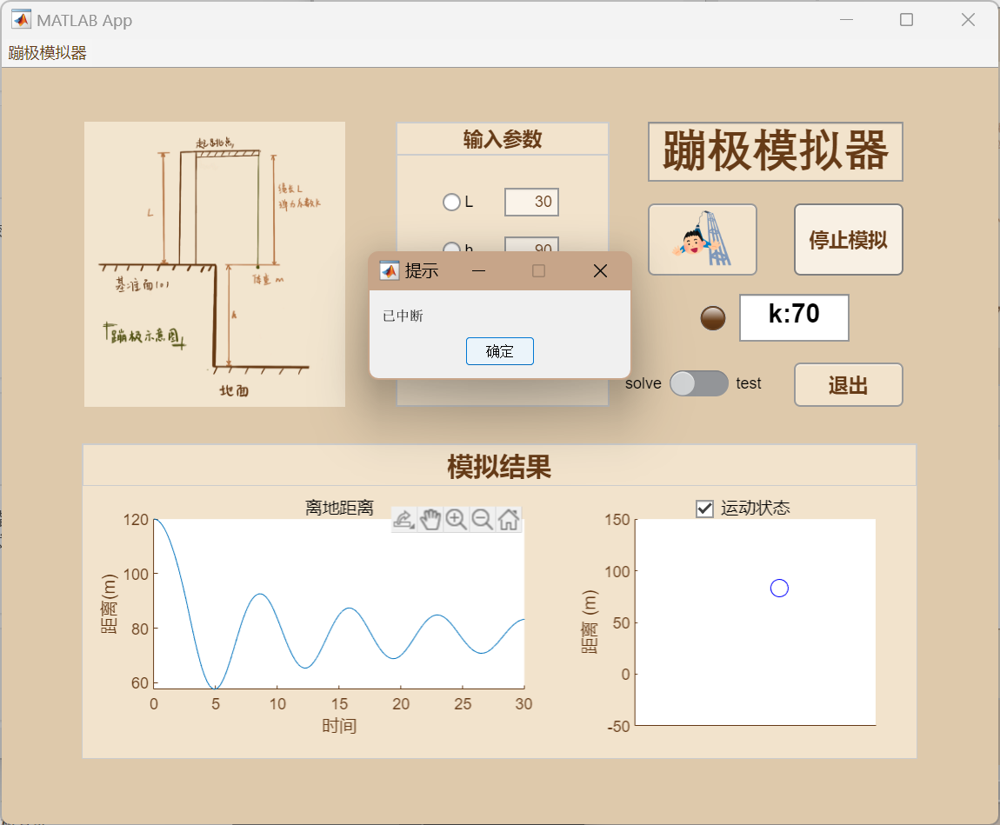 MATLAB App
蹦极模拟器
起跳点
L
绳长 L
弹力系数k
基准面(0)
体重 m
h
蹦极示意图
地面
输入参数
L
30
h
90
蹦极模拟器
停止模拟
k:70
solve
test
退出
提示
已中断
确定
模拟结果
离地距离
120
100
80
60
0
5
10
15
20
25
30
距离(m)
时间
运动状态
150
100
50
0
-50
距离 (m)